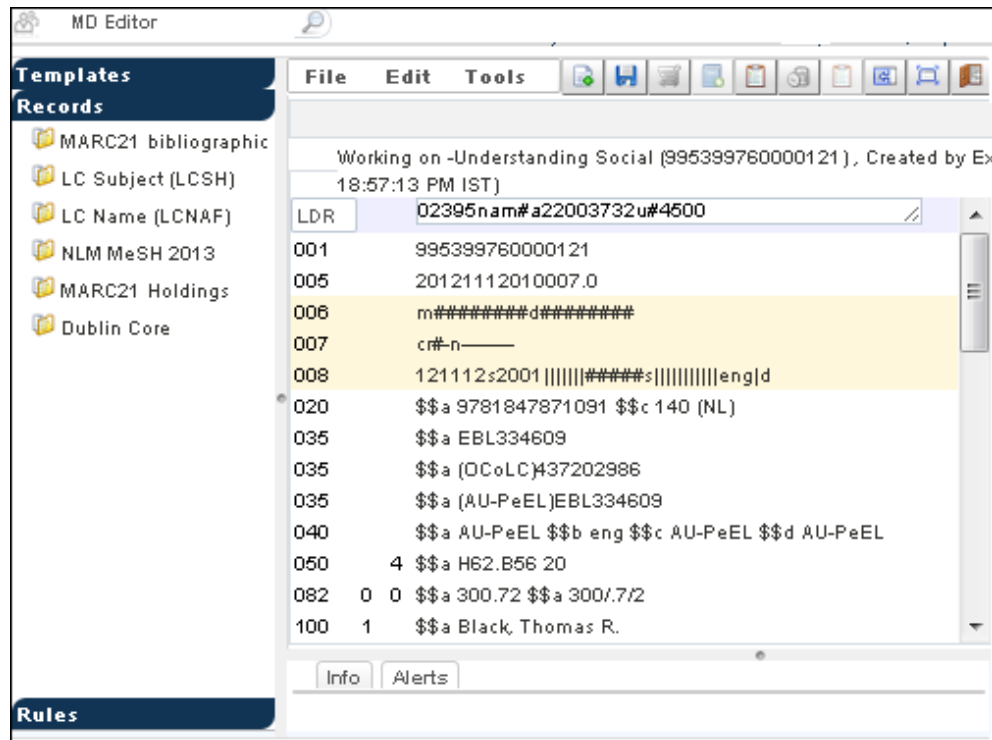 MD Editor
Templates
Records
MARC21 bibliographic
LC Subject (LCSH)
LC Name (LCNAF)
NLM MeSH 2013
MARC21 Holdings
Dublin Core
Rules
File Edit Tools
Working on -Understanding Social (995399760000121), Created by Ex
18:57:13 PM IST)
LDR 02395nam#a22003732u#4500
001 995399760000121
005 20121112010007.0
006 m########d########
007 cr#-n———
008 121112s2001|||||||#####s|||||||||||eng|d
020 $$a 9781847871091 $$c 140 (NL)
035 $$a EBL334609
035 $$a (OCoLC)437202986
035 $$a (AU-PeEL)EBL334609
040 $$a AU-PeEL $$b eng $$c AU-PeEL $$d AU-PeEL
050 4 $$a H62.B56 20
082 0 0 $$a 300.72 $$a 300/.7/2
100 1 $$a Black, Thomas R.
Info Alerts